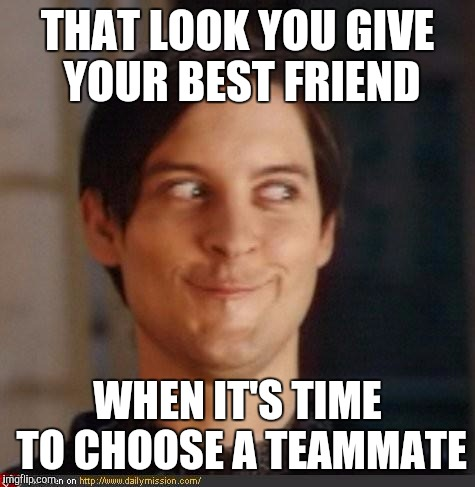 THAT LOOK YOU GIVE
YOUR BEST FRIEND
WHEN IT'S TIME
TO CHOOSE A TEAMMATE
imgflip.com en on http://www.dailymission.com/